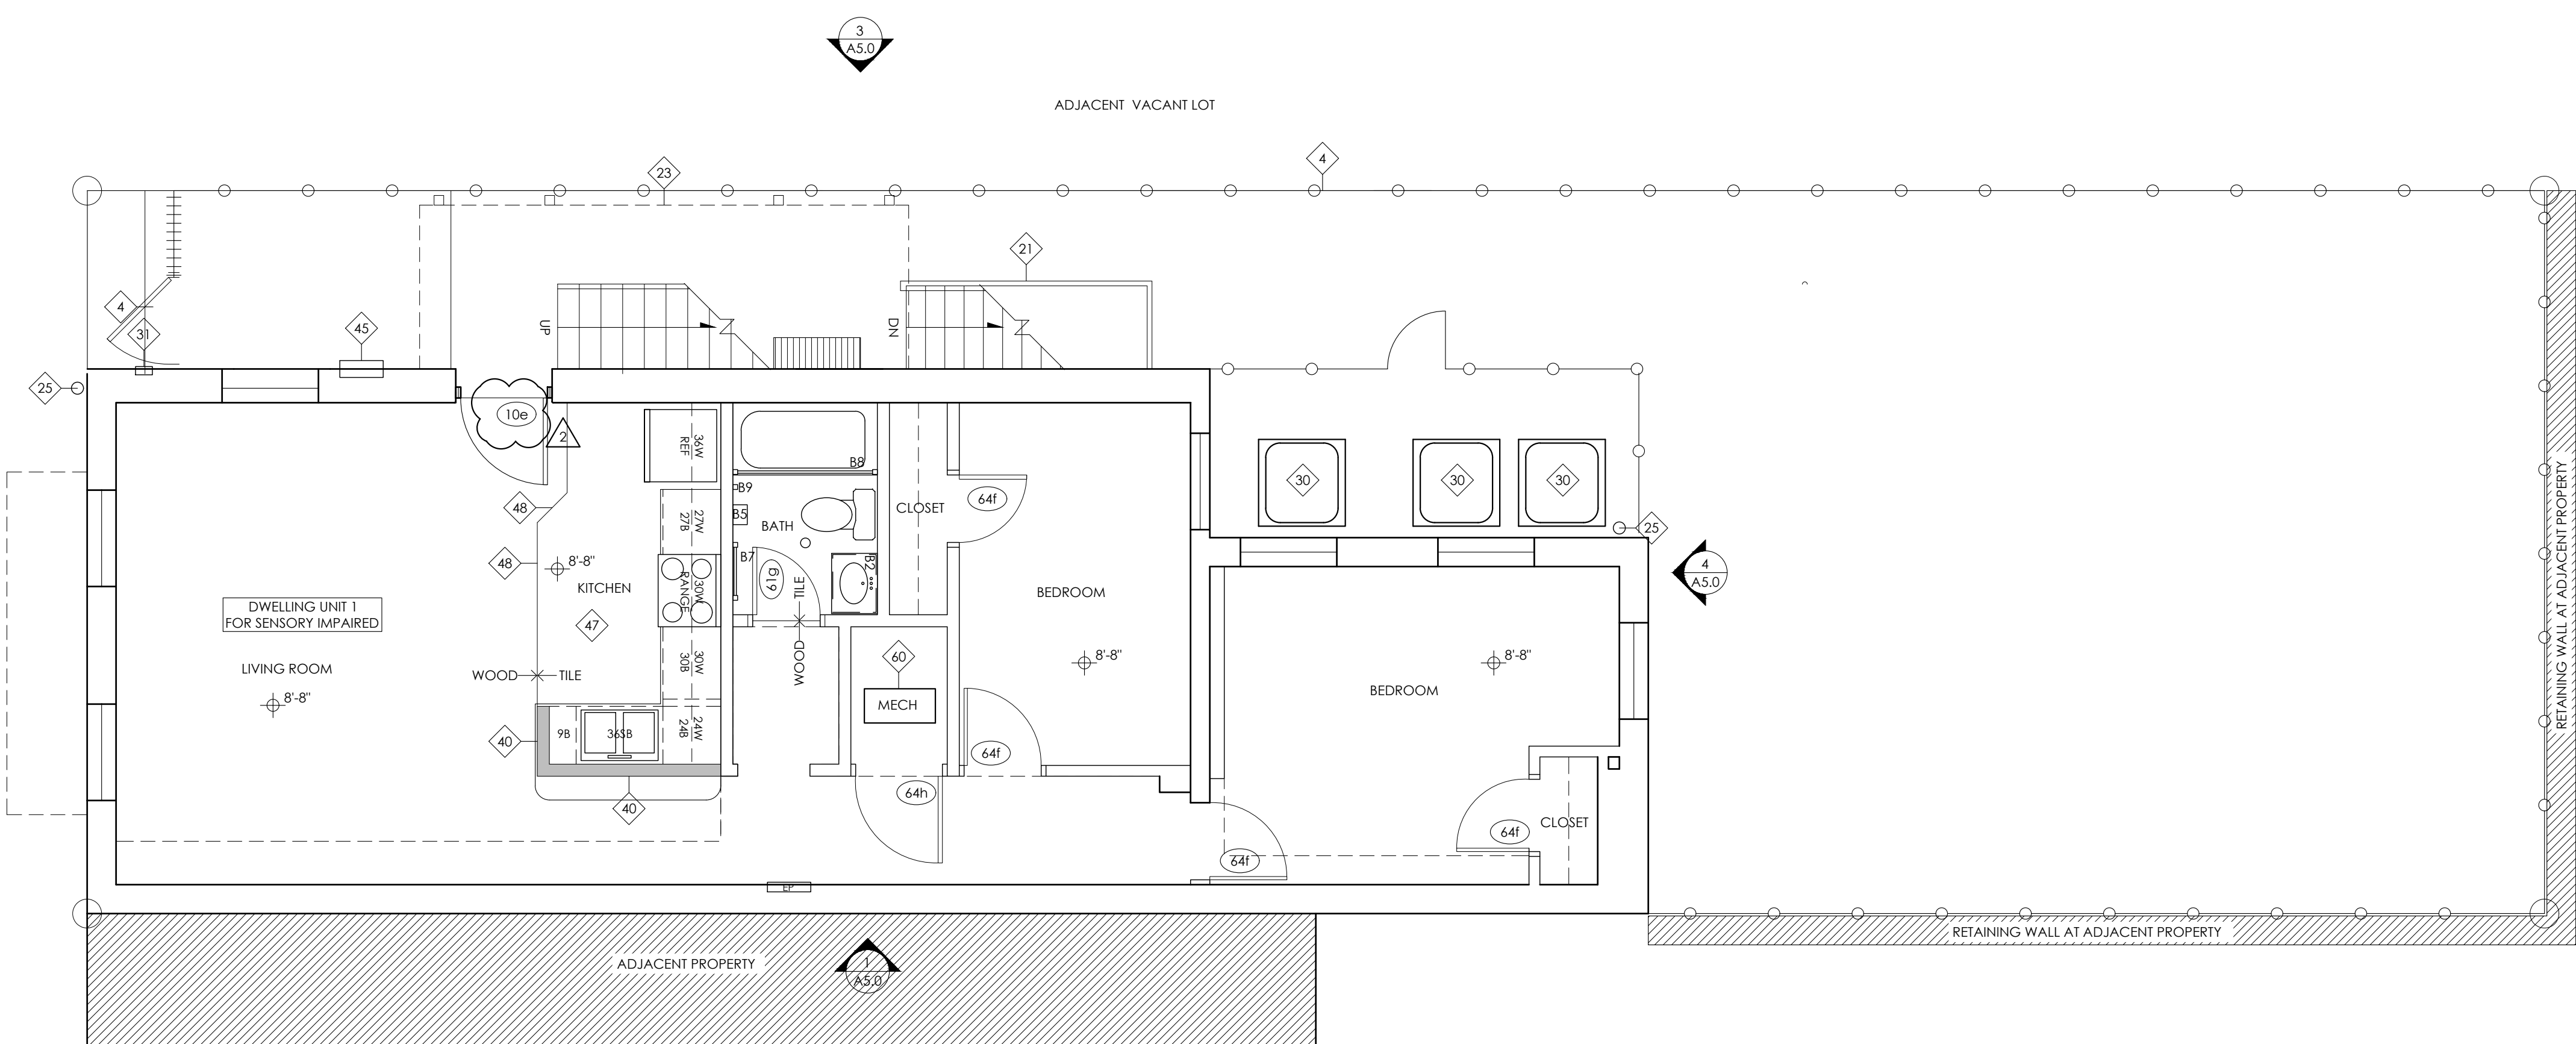 3
A5.0
ADJACENT VACANT LOT
4
23
21
4
31
45
UP
DN
25
10e
2
36W
REF
B8
B9
B5
BATH
CLOSET
64f
30
30
30
25
48
27W
27B
48
8'-8"
KITCHEN
30W
RANGE
B7
61g
TILE
B2
BEDROOM
4
A5.0
DWELLING UNIT 1
FOR SENSORY IMPAIRED
47
LIVING ROOM
8'-8"
WOOD
TILE
30W
30B
WOOD
60
MECH
8'-8"
8'-8"
BEDROOM
40
9B
36SB
24W
24B
64f
40
64h
64f
CLOSET
64f
EP
RETAINING WALL AT ADJACENT PROPERTY
RETAINING WALL AT ADJACENT PROPERTY
ADJACENT PROPERTY
1
A5.0